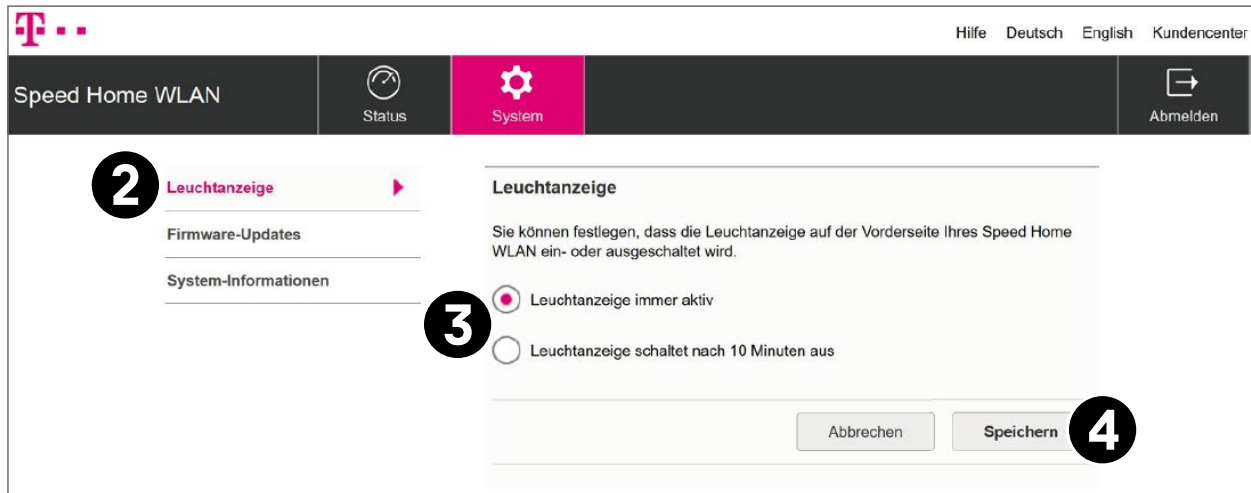 T
Hilfe Deutsch English Kundencenter
Speed Home WLAN
Status
System
Abmelden
2
Leuchtanzeige
Firmware-Updates
System-Informationen
Leuchtanzeige
Sie können festlegen, dass die Leuchtanzeige auf der Vorderseite Ihres Speed Home
WLAN ein- oder ausgeschaltet wird.
3
Leuchtanzeige immer aktiv
Leuchtanzeige schaltet nach 10 Minuten aus
Abbrechen
Speichern
4